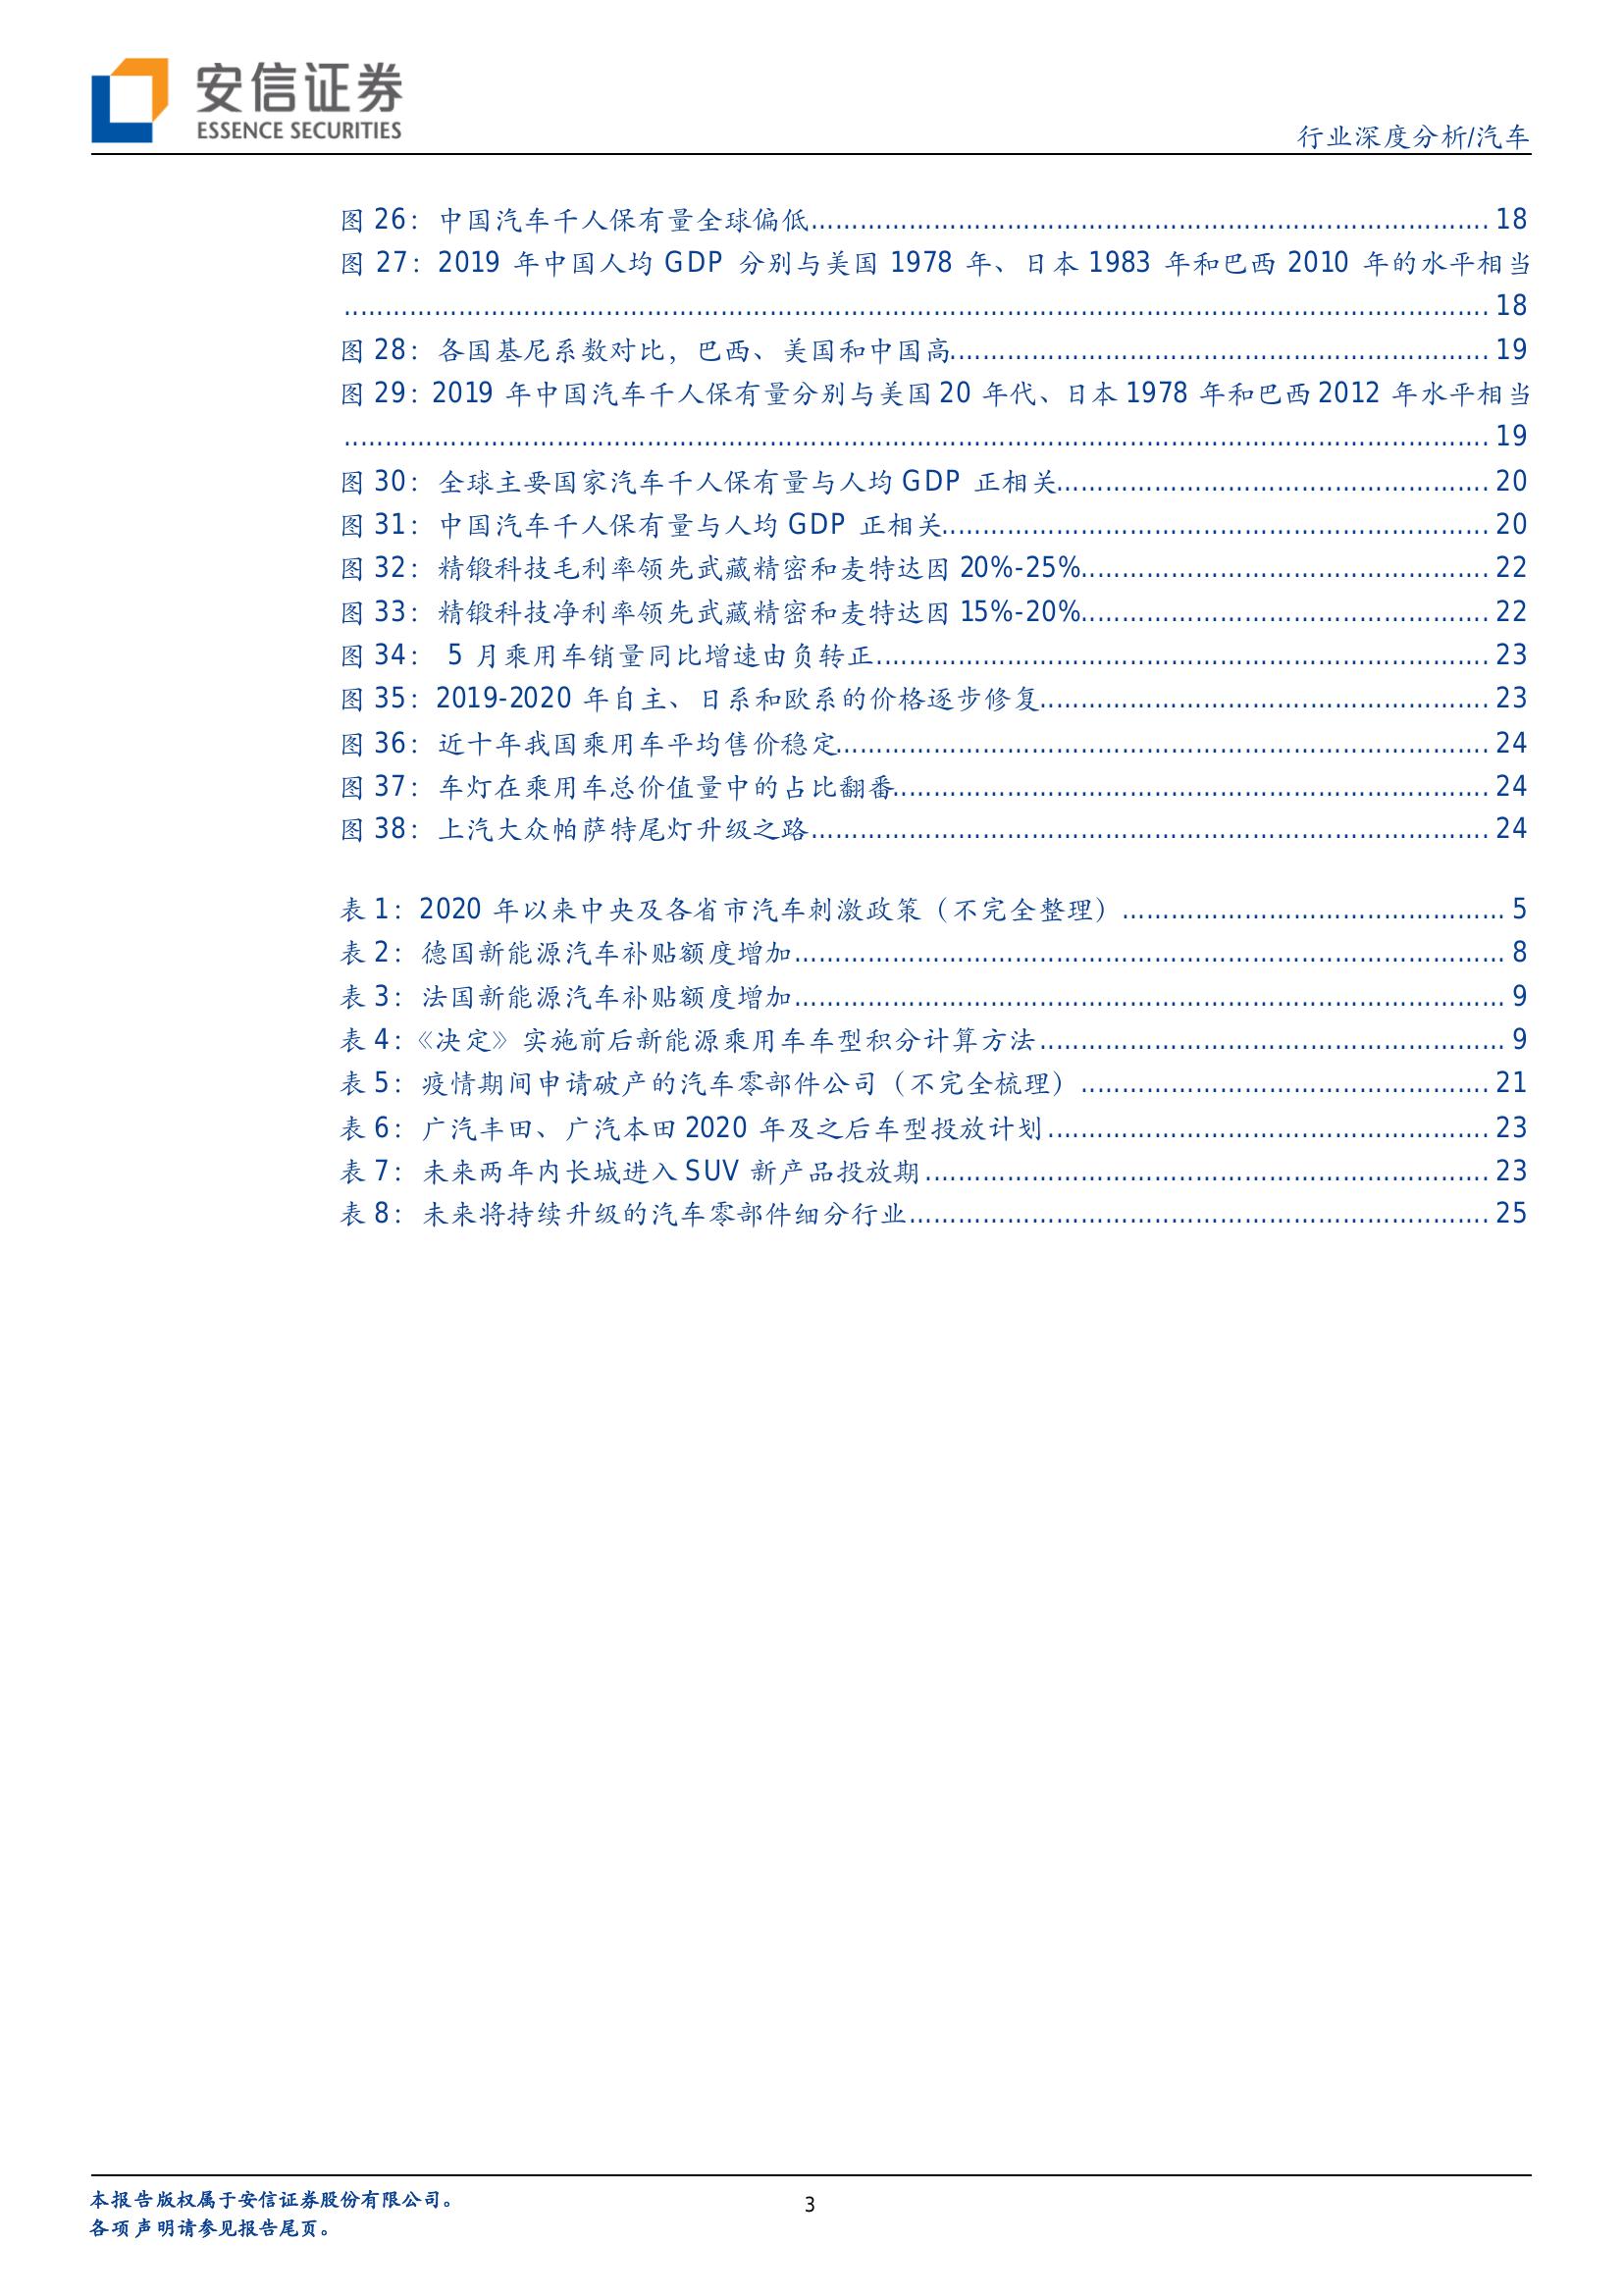 安信证券
ESSENCE SECURITIES
行业深度分析/汽车
图 26：中国汽车千人保有量全球偏低 18
图 27：2019 年中国人均 GDP 分别与美国 1978 年、日本 1983 年和巴西 2010 年的水平相当
18
图 28：各国基尼系数对比，巴西、美国和中国高 19
图 29：2019 年中国汽车千人保有量分别与美国 20 年代、日本 1978 年和巴西 2012 年水平相当
19
图 30：全球主要国家汽车千人保有量与人均 GDP 正相关 20
图 31：中国汽车千人保有量与人均 GDP 正相关 20
图 32：精锻科技毛利率领先武藏精密和麦特达因 20%-25% 22
图 33：精锻科技净利率领先武藏精密和麦特达因 15%-20% 22
图 34： 5 月乘用车销量同比增速由负转正 23
图 35：2019-2020 年自主、日系和欧系的价格逐步修复 23
图 36：近十年我国乘用车平均售价稳定 24
图 37：车灯在乘用车总价值量中的占比翻番 24
图 38：上汽大众帕萨特尾灯升级之路 24
表 1：2020 年以来中央及各省市汽车刺激政策（不完全整理） 5
表 2：德国新能源汽车补贴额度增加 8
表 3：法国新能源汽车补贴额度增加 9
表 4：《决定》实施前后新能源乘用车车型积分计算方法 9
表 5：疫情期间申请破产的汽车零部件公司（不完全梳理） 21
表 6：广汽丰田、广汽本田 2020 年及之后车型投放计划 23
表 7：未来两年内长城进入 SUV 新产品投放期 23
表 8：未来将持续升级的汽车零部件细分行业 25
本报告版权属于安信证券股份有限公司。
3
各项声明请参见报告尾页。